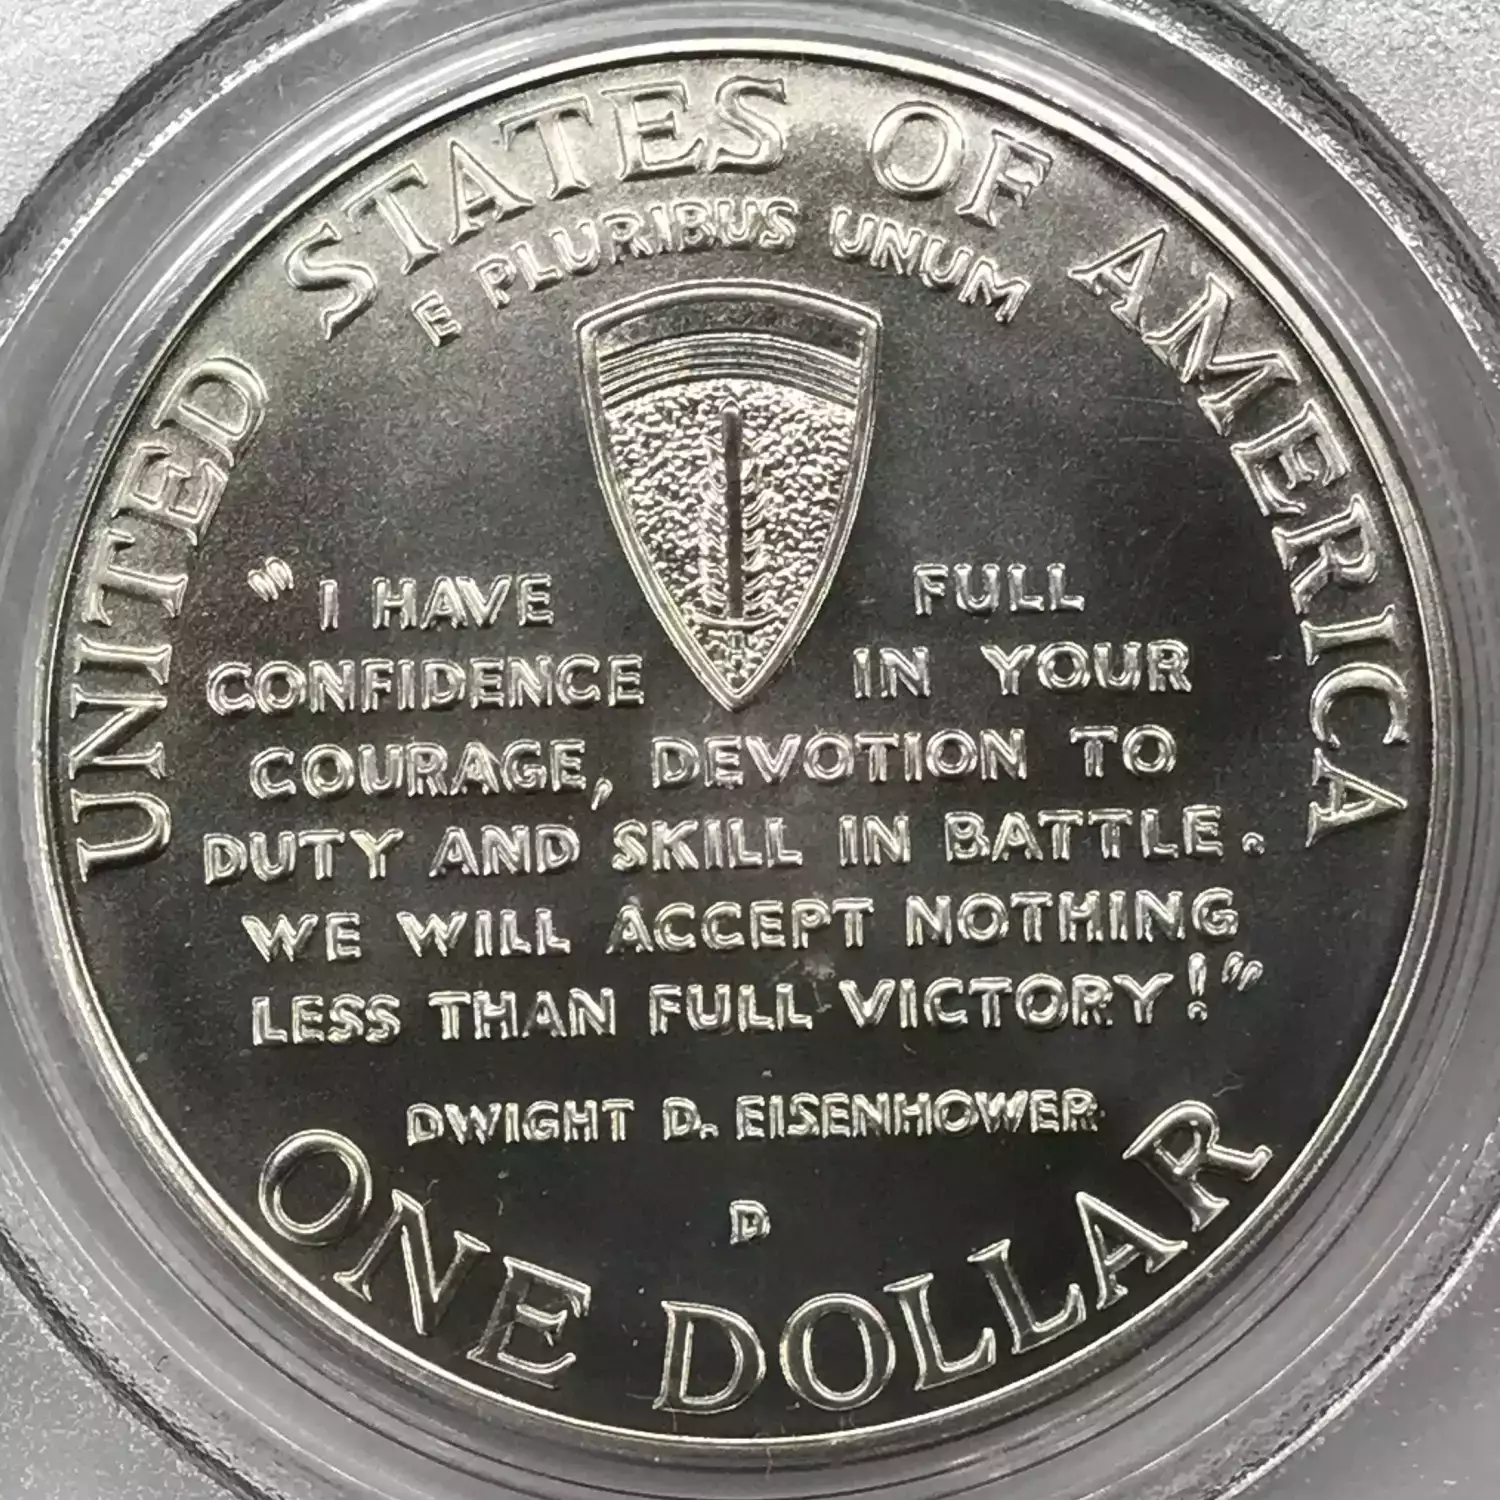 UNITED STATES OF AMERICA
E PLURIBUS UNUM
" I HAVE FULL
CONFIDENCE IN YOUR
COURAGE, DEVOTION TO
DUTY AND SKILL IN BATTLE.
WE WILL ACCEPT NOTHING
LESS THAN FULL VICTORY!"
DWIGHT D. EISENHOWER
D
ONE DOLLAR